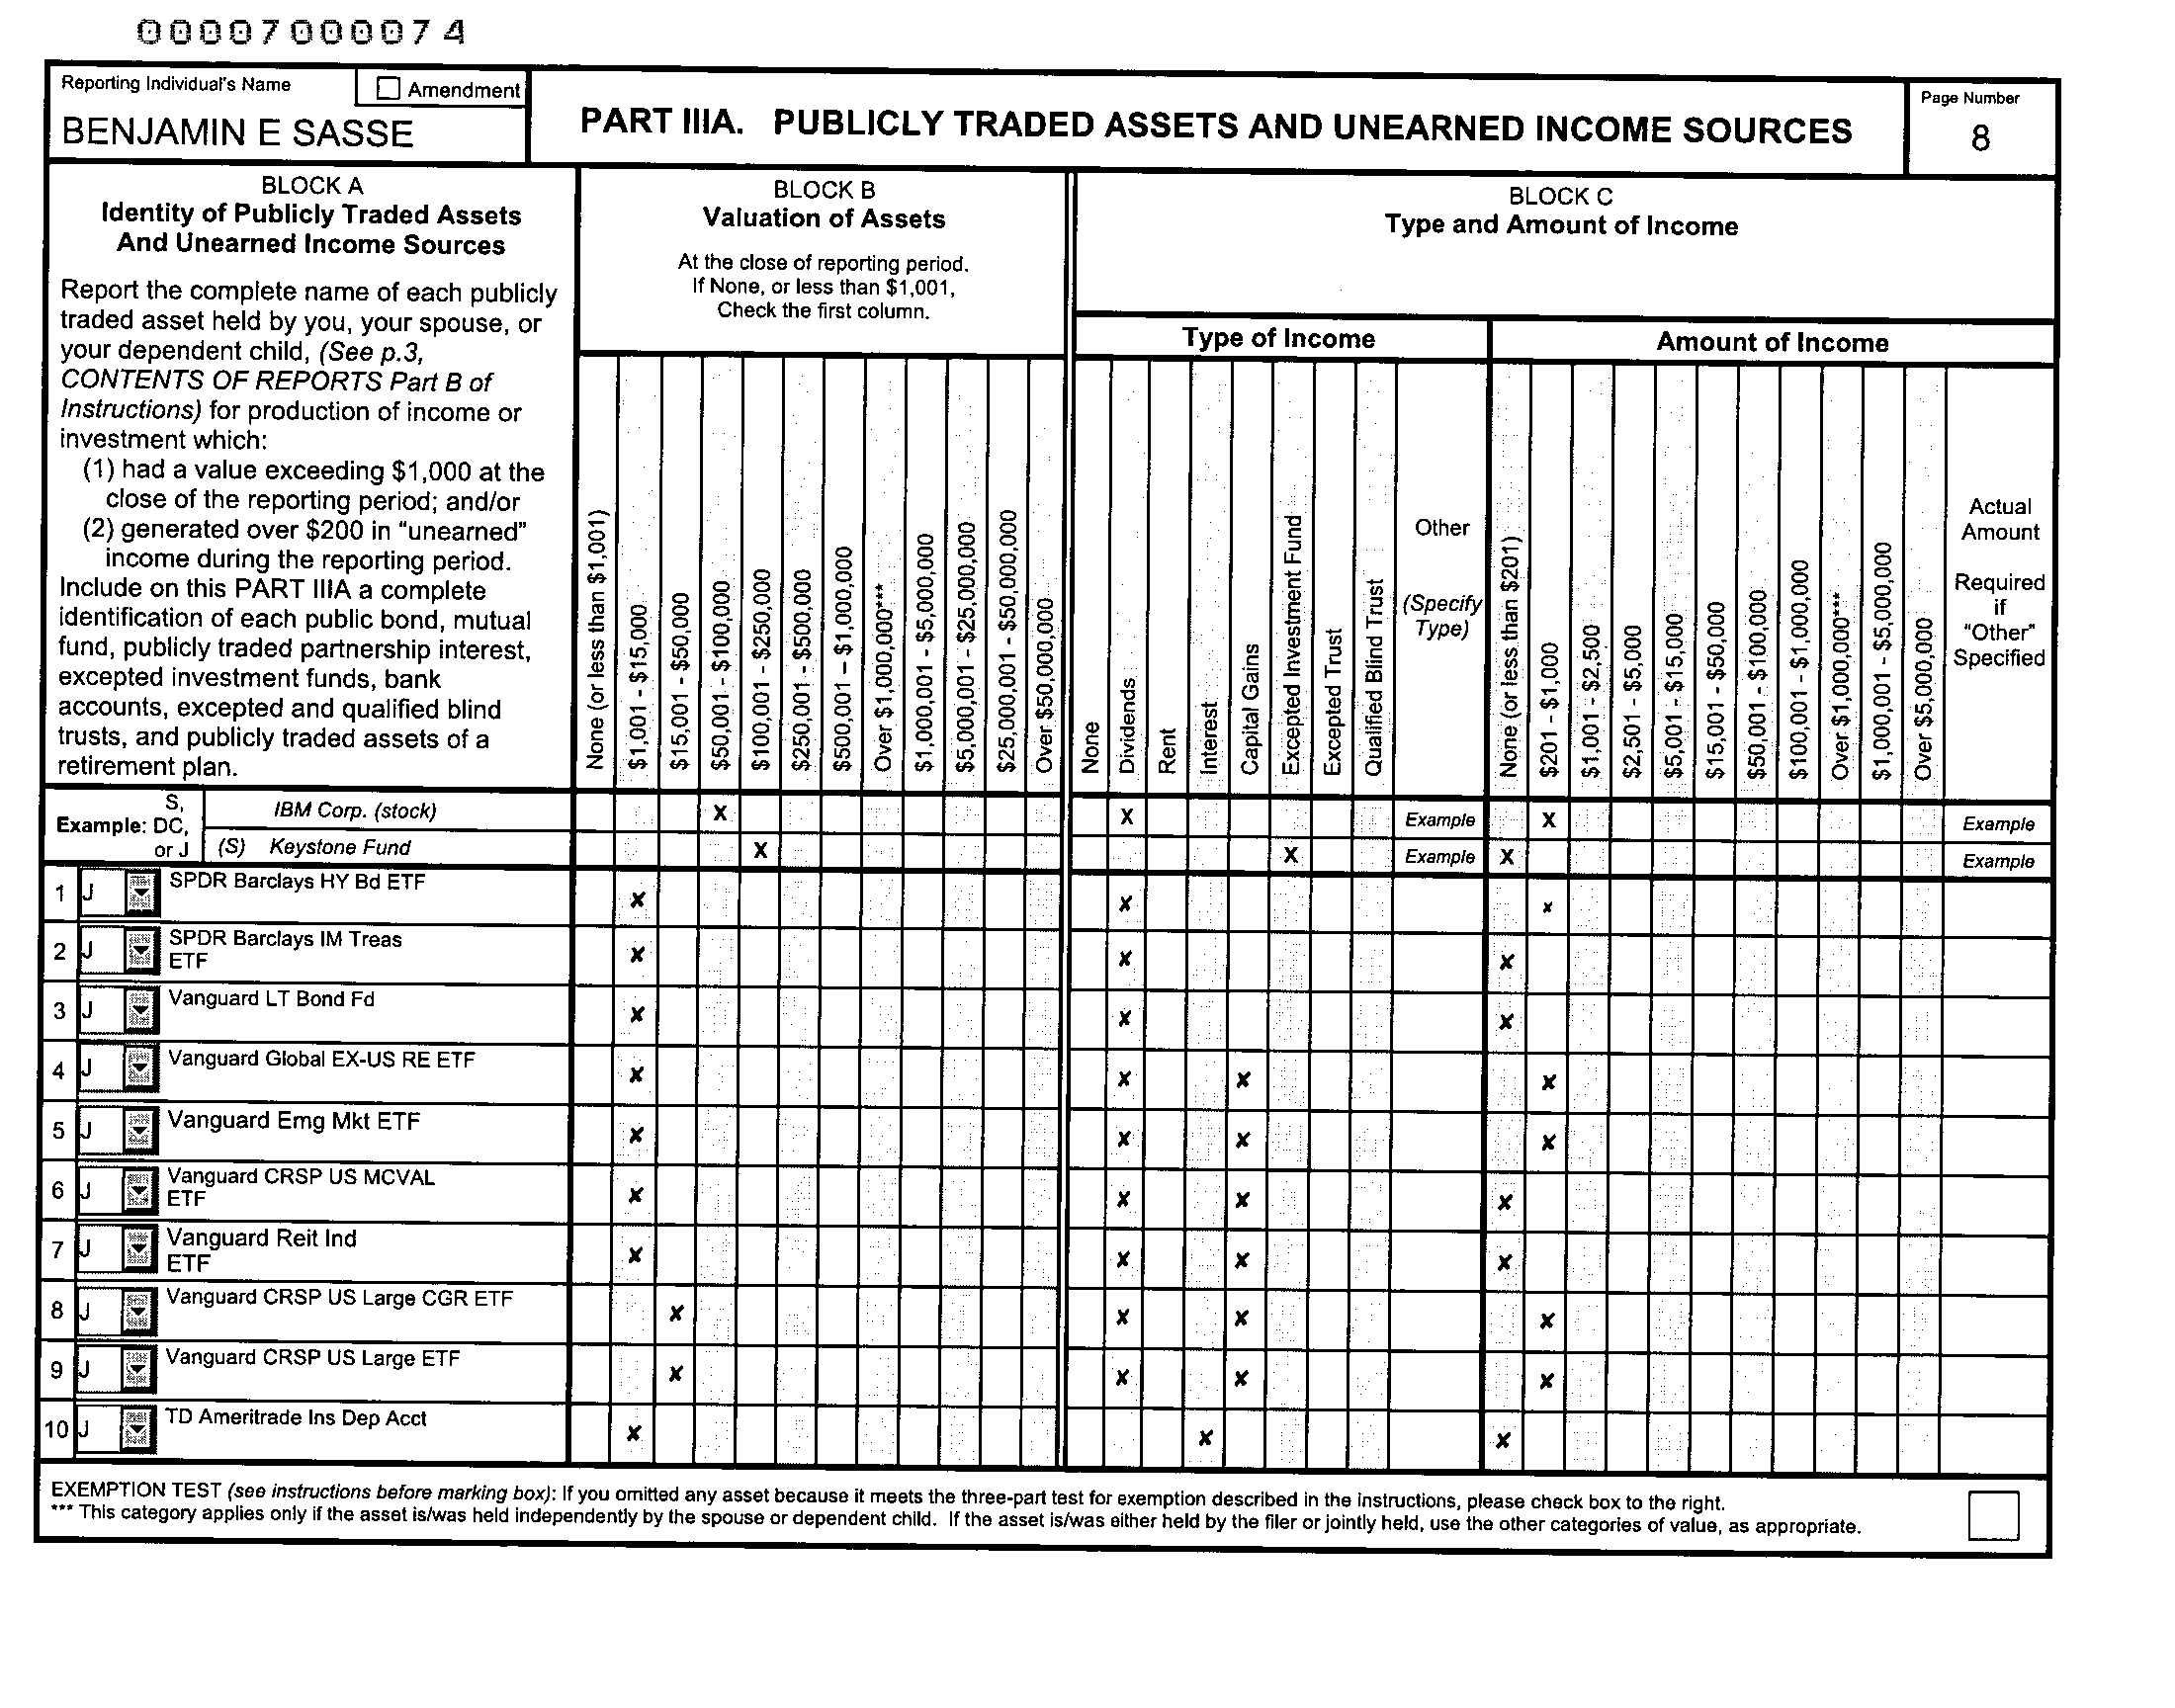 00007000074
Reporting Individual's Name
Amendment
BENJAMIN E SASSE
PART IIIA. PUBLICLY TRADED ASSETS AND UNEARNED INCOME SOURCES
Page Number
8
BLOCK A
Identity of Publicly Traded Assets
And Unearned Income Sources
Report the complete name of each publicly
traded asset held by you, your spouse, or
your dependent child, (See p.3,
CONTENTS OF REPORTS Part B of
Instructions) for production of income or
investment which:
(1) had a value exceeding $1,000 at the
close of the reporting period; and/or
(2) generated over $200 in "unearned"
income during the reporting period.
Include on this PART IIIA a complete
identification of each public bond, mutual
fund, publicly traded partnership interest,
excepted investment funds, bank
accounts, excepted and qualified blind
trusts, and publicly traded assets of a
retirement plan.
BLOCK B
Valuation of Assets
At the close of reporting period.
If None, or less than $1,001,
Check the first column.
BLOCK C
Type and Amount of Income
Type of Income
Amount of Income
None (or less than $1,001)
$1,001 - $15,000
$15,001 - $50,000
$50,001 - $100,000
$100,001 - $250,000
$250,001 - $500,000
$500,001 – $1,000,000
Over $1,000,000***
$1,000,001 - $5,000,000
$5,000,001 - $25,000,000
$25,000,001 - $50,000,000
Over $50,000,000
None
Dividends
Rent
Interest
Capital Gains
Excepted Investment Fund
Excepted Trust
Qualified Blind Trust
Other
(Specify
Type)
None (or less than $201)
$201 - $1,000
$1,001 - $2,500
$2,501 - $5,000
$5,001 - $15,000
$15,001 - $50,000
$50,001 - $100,000
$100,001 - $1,000,000
Over $1,000,000***
$1,000,001 - $5,000,000
Over $5,000,000
Actual
Amount
Required
if
"Other"
Specified
Example: S, DC, or J
IBM Corp. (stock) X X Example X Example
(S) Keystone Fund X X Example X Example
1 J SPDR Barclays HY Bd ETF x x x
2 J SPDR Barclays IM Treas
ETF x x x
3 J Vanguard LT Bond Fd x x x
4 J Vanguard Global EX-US RE ETF x x x x
5 J Vanguard Emg Mkt ETF x x x x
6 J Vanguard CRSP US MCVAL
ETF x x x x
7 J Vanguard Reit Ind
ETF x x x x
8 J Vanguard CRSP US Large CGR ETF x x x x
9 J Vanguard CRSP US Large ETF x x x x
10 J TD Ameritrade Ins Dep Acct x x x
EXEMPTION TEST (see instructions before marking box): If you omitted any asset because it meets the three-part test for exemption described in the instructions, please check box to the right.
*** This category applies only if the asset is/was held independently by the spouse or dependent child. If the asset is/was either held by the filer or jointly held, use the other categories of value, as appropriate.